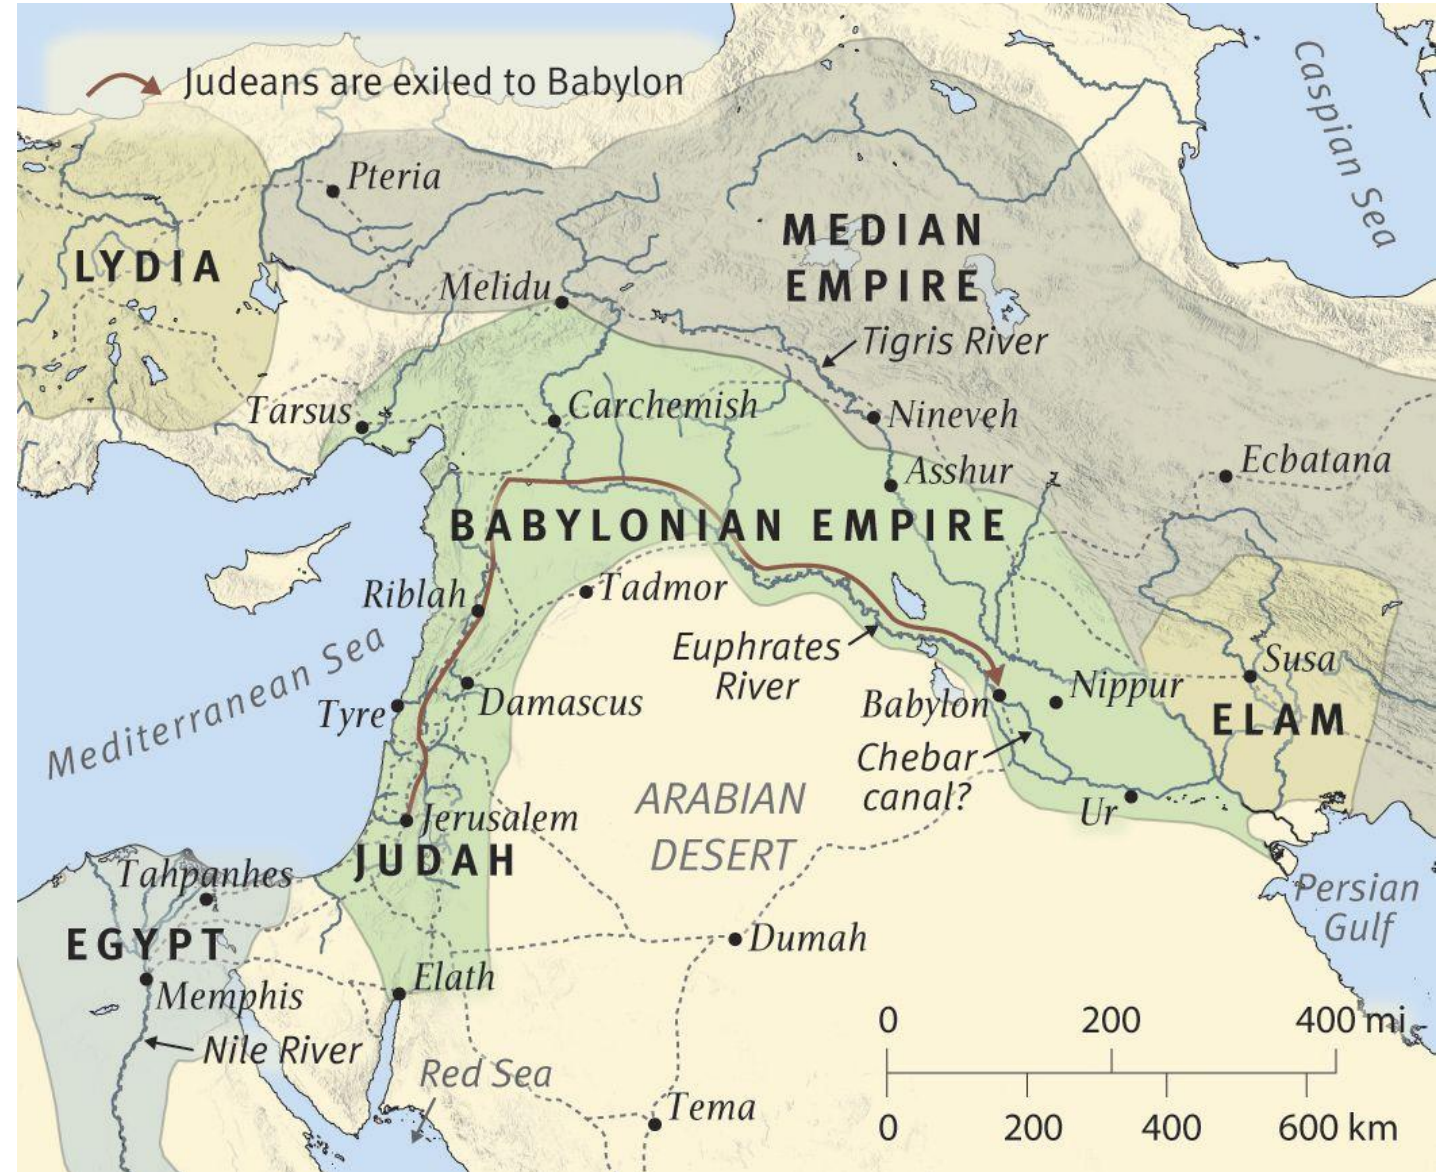 Judeans are exiled to Babylon
Caspian Sea
Pteria
MEDIAN
EMPIRE
LYDIA
Melidu
Tigris River
Tarsus
Carchemish
Nineveh
Ecbatana
Asshur
BABYLONIAN EMPIRE
Riblah
Tadmor
Mediterranean Sea
Euphrates
River
Susa
Tyre
Damascus
Babylon
Nippur
ELAM
Chebar
canal?
ARABIAN
DESERT
Ur
Jerusalem
JUDAH
Tahpanhes
Persian
Gulf
EGYPT
Dumah
Memphis
Elath
Nile River
Red Sea
Tema
0 200 400 mi
0 200 400 600 km